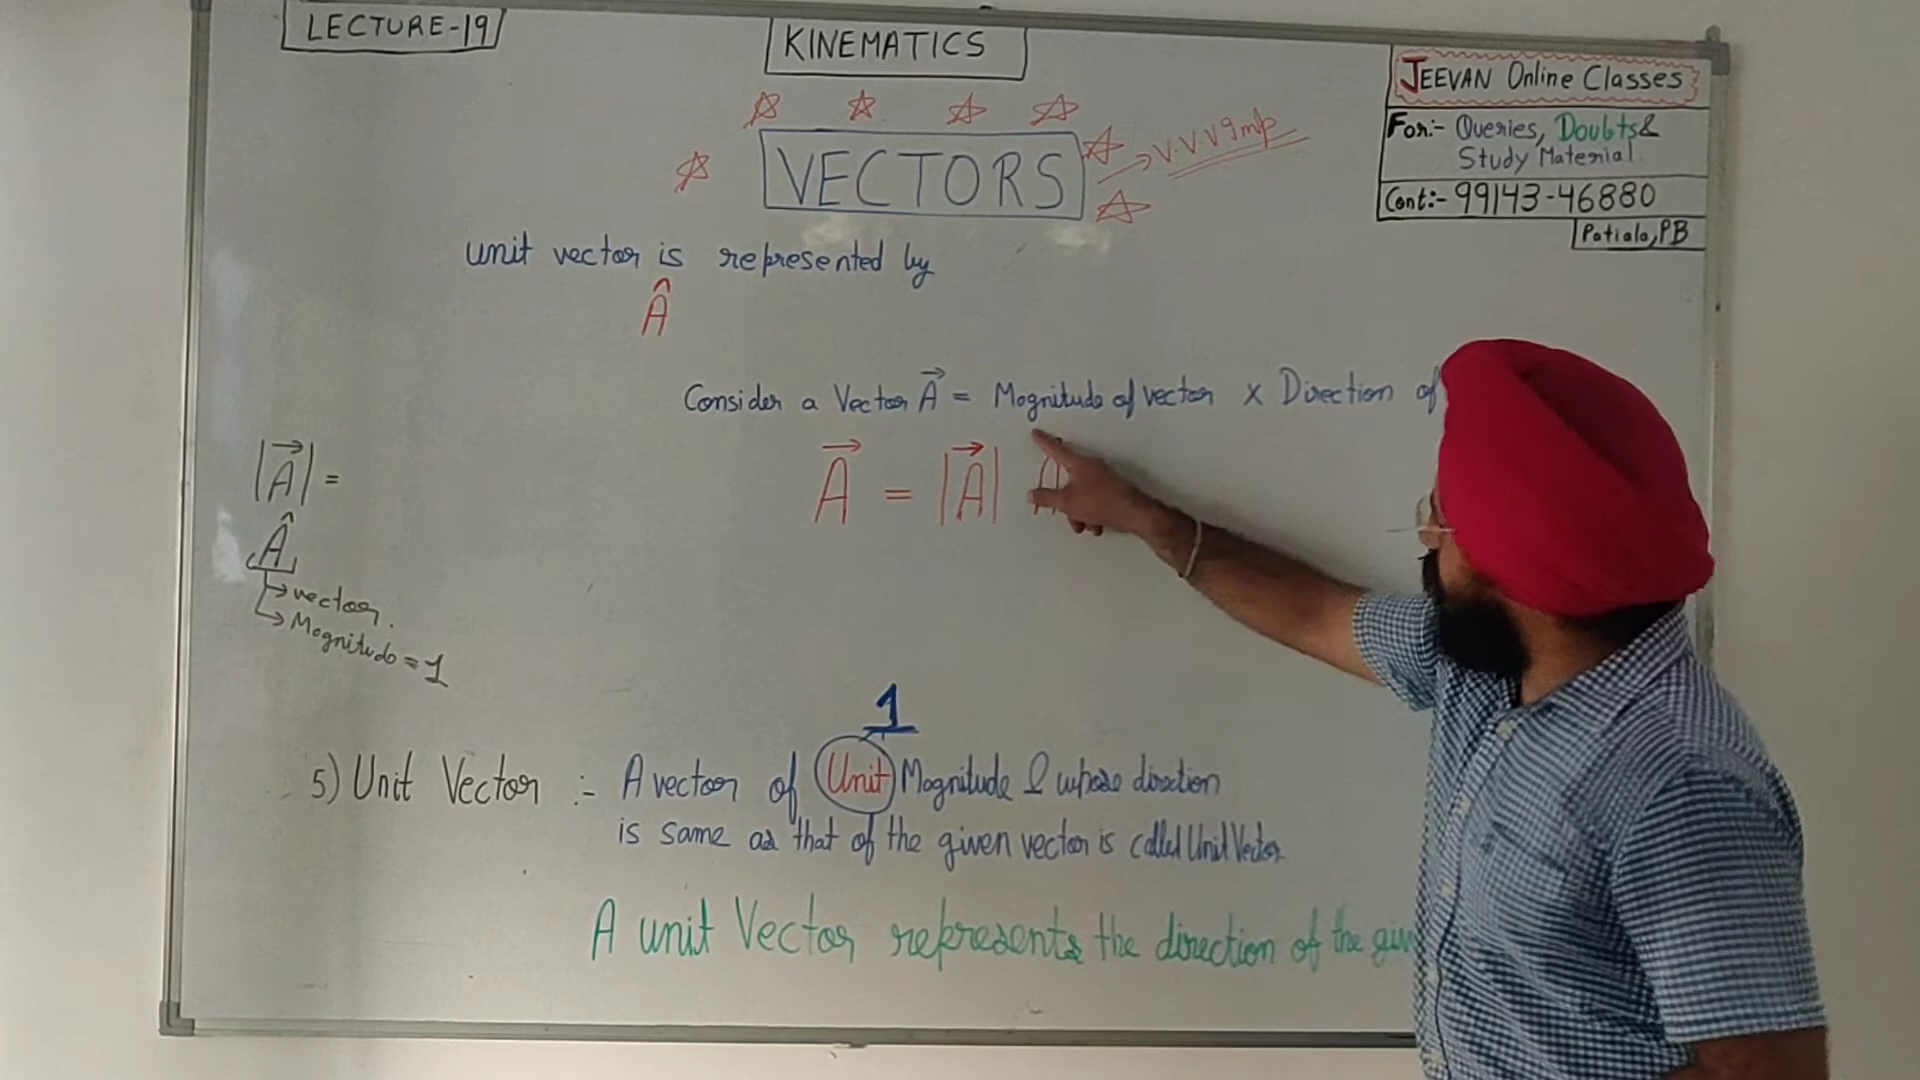 LECTURE-19
KINEMATICS
JEEVAN Online Classes
For:- Queries, Doubts &
Study Material.
Cont:- 99143-46880
Patiala, PB
VECTORS
V.V.V Imp
unit vector is represented by
Â
Consider a Vector A⃗ = Magnitude of vector × Direction of
A⃗ = |A⃗| Â
|A⃗| =
Â
→ vector.
→ Magnitude = 1
1
5) Unit Vector :- A vector of Unit Magnitude & whose direction
is same as that of the given vector is called Unit Vector.
A unit Vector represents the direction of the